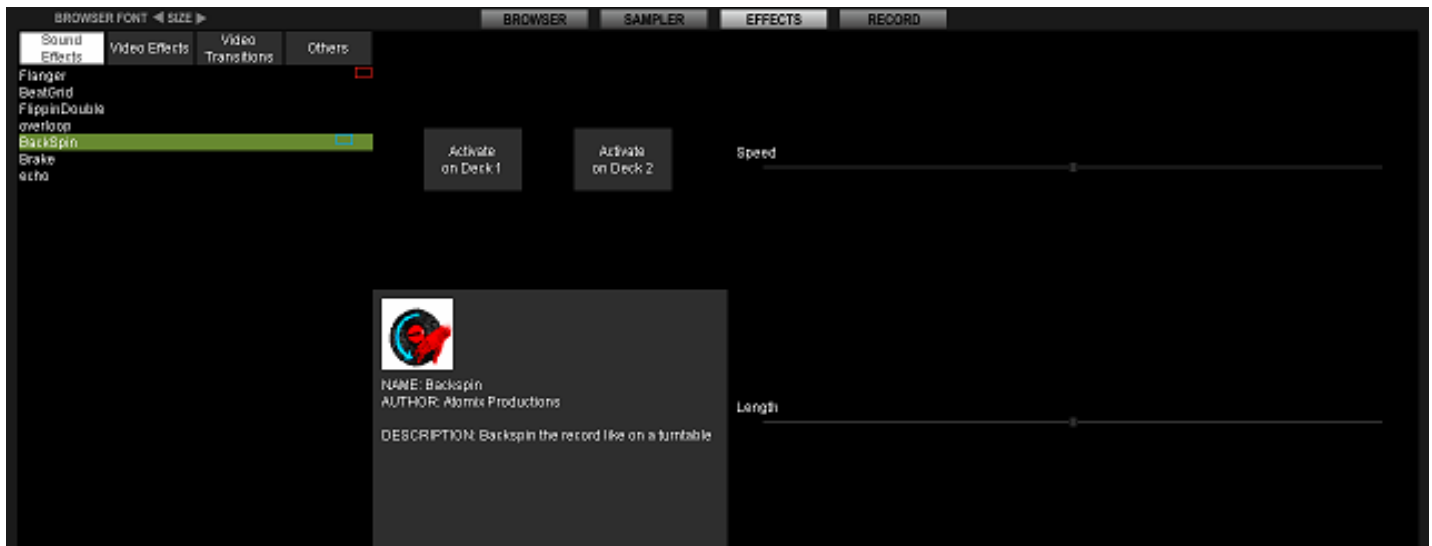 BROWSER FONT ◀ SIZE ▶
BROWSER
SAMPLER
EFFECTS
RECORD
Sound
Effects
Video Effects
Video
Transitions
Others
Flanger
BeatGrid
FlippinDouble
overloop
BackSpin
Brake
echo
Activate
on Deck 1
Activate
on Deck 2
Speed
NAME: Backspin
AUTHOR: Atomix Productions
DESCRIPTION: Backspin the record like on a turntable
Length